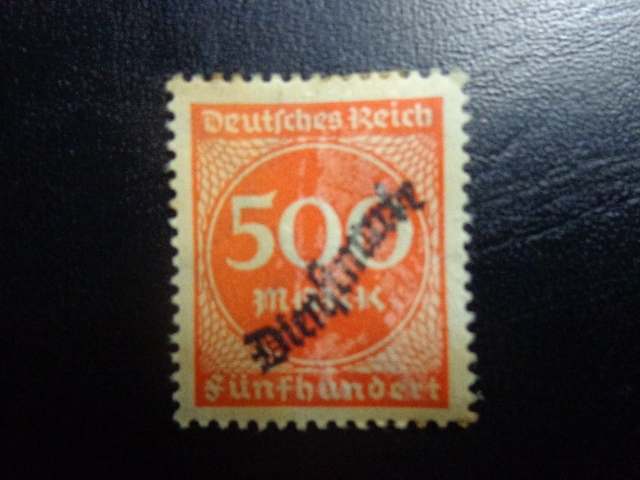 Deutsches Reich
500
MARK
Dienstmarke
Fünfhundert